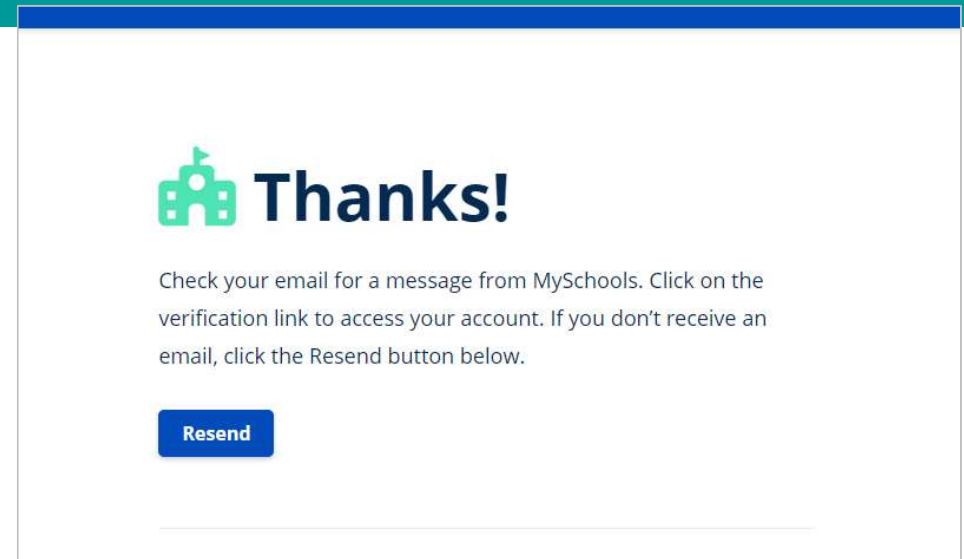 Thanks!
Check your email for a message from MySchools. Click on the
verification link to access your account. If you don’t receive an
email, click the Resend button below.
Resend